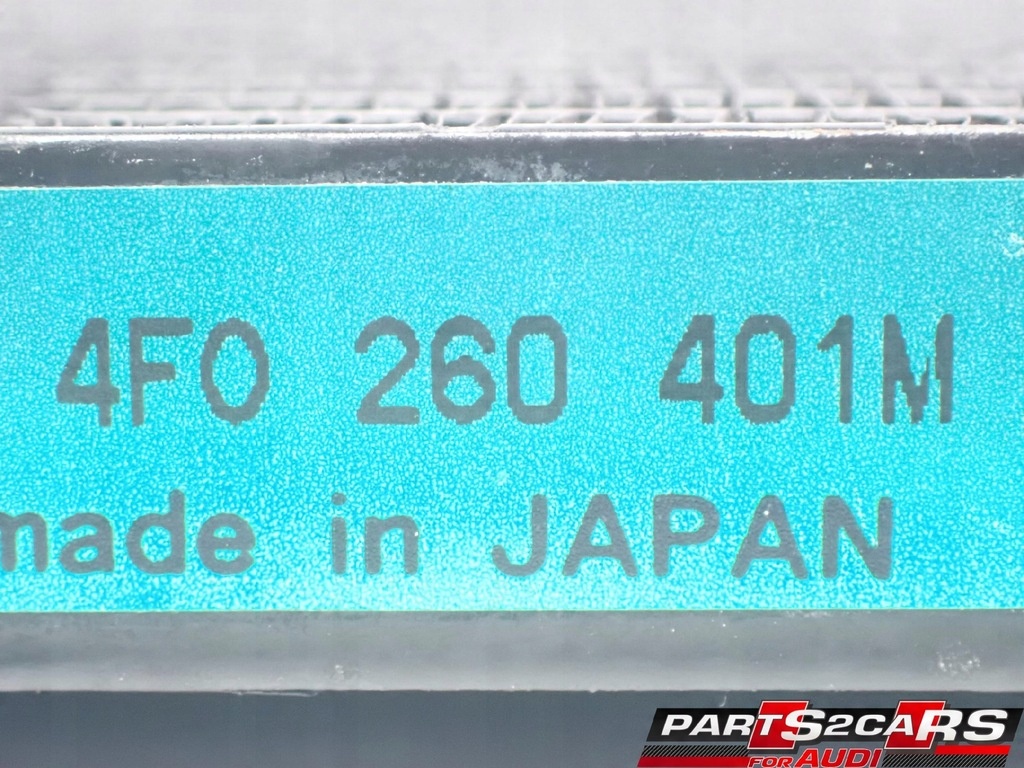 4F0 260 401M
made in JAPAN
PARTS2CARS
FOR AUDI